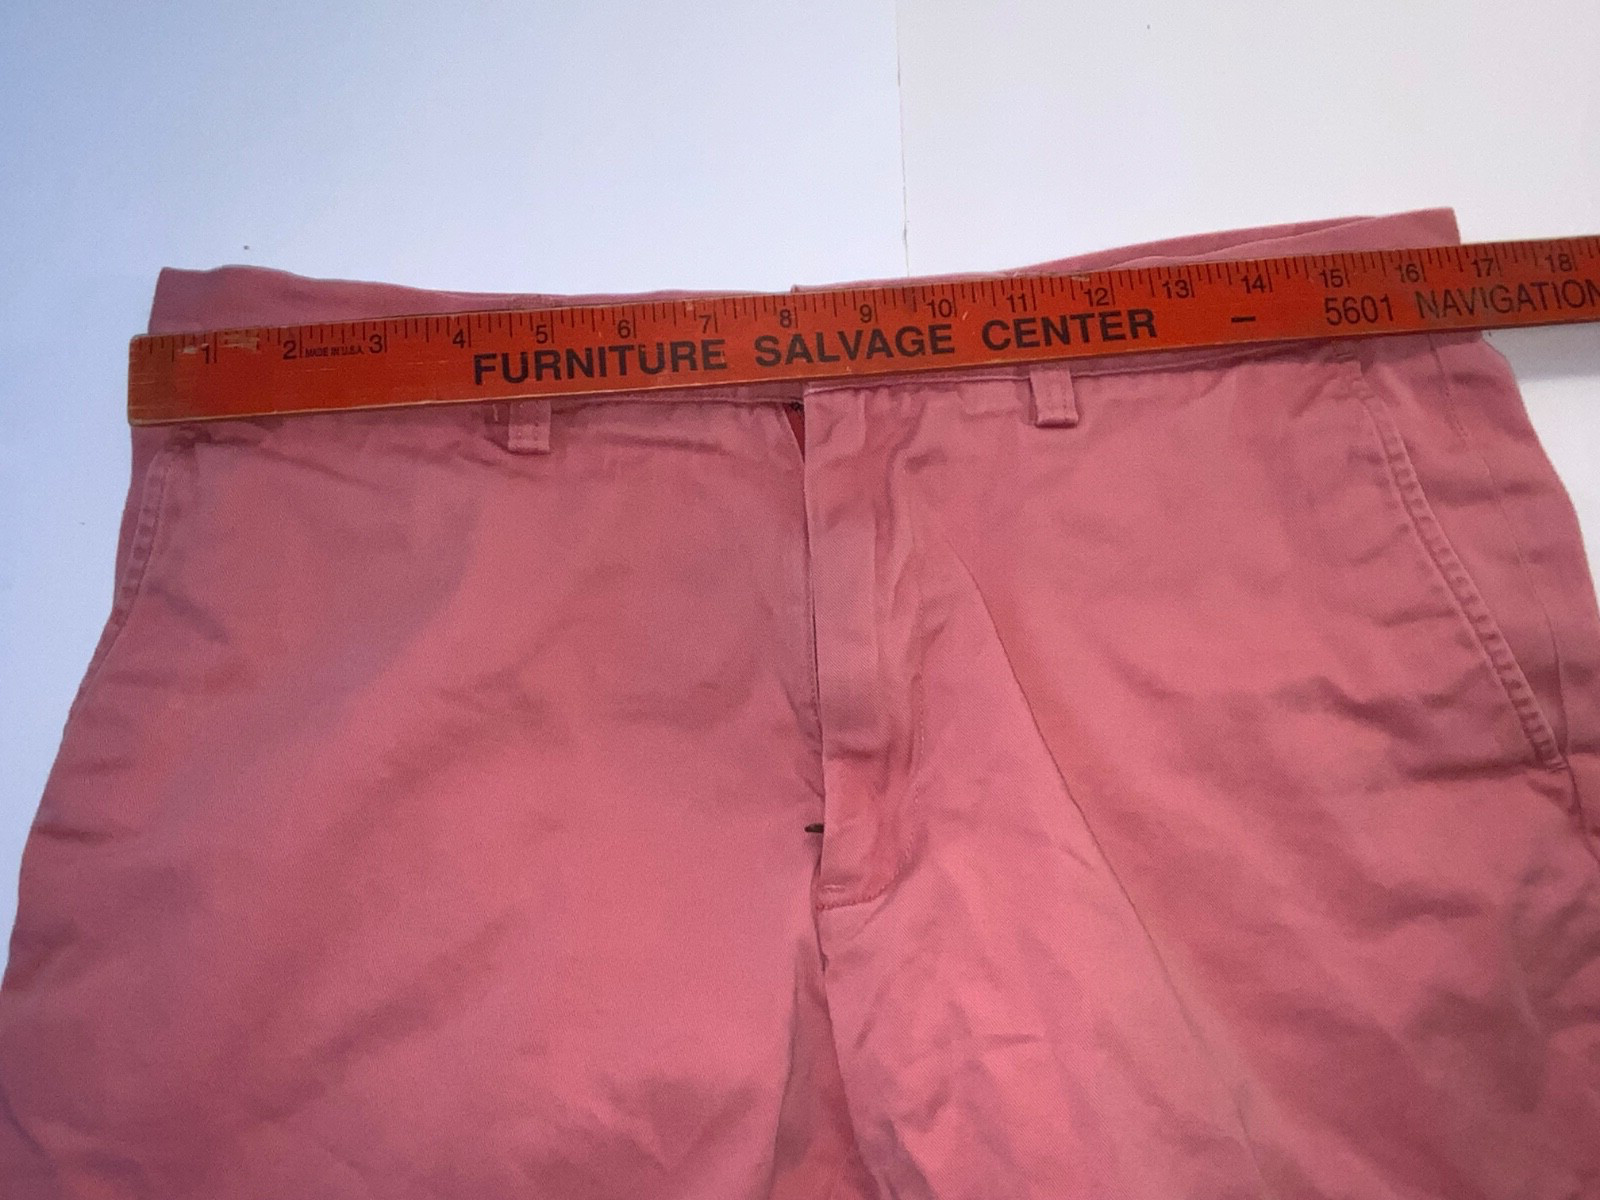 1 2 3 4 5 6 7 8 9 10 11 12 13 14 15 16 17 18
MADE IN U.S.A.
FURNITURE SALVAGE CENTER – 5601 NAVIGATION